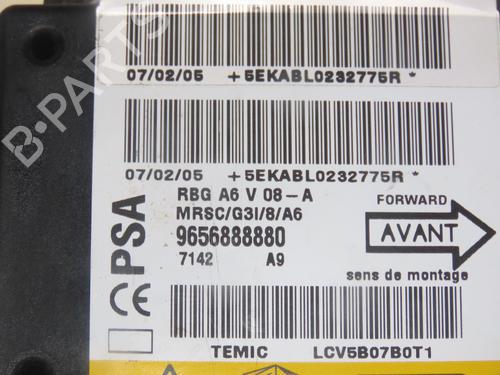 07/02/05 +5EKABL0232775R*
07/02/05 +5EKABL0232775R*
RBG A6 V 08-A
MRSC/G3I/8/A6
9656888880
7142 A9
CE PSA
FORWARD
AVANT
sens de montage
TEMIC LCV5B07B0T1
B-PARTS